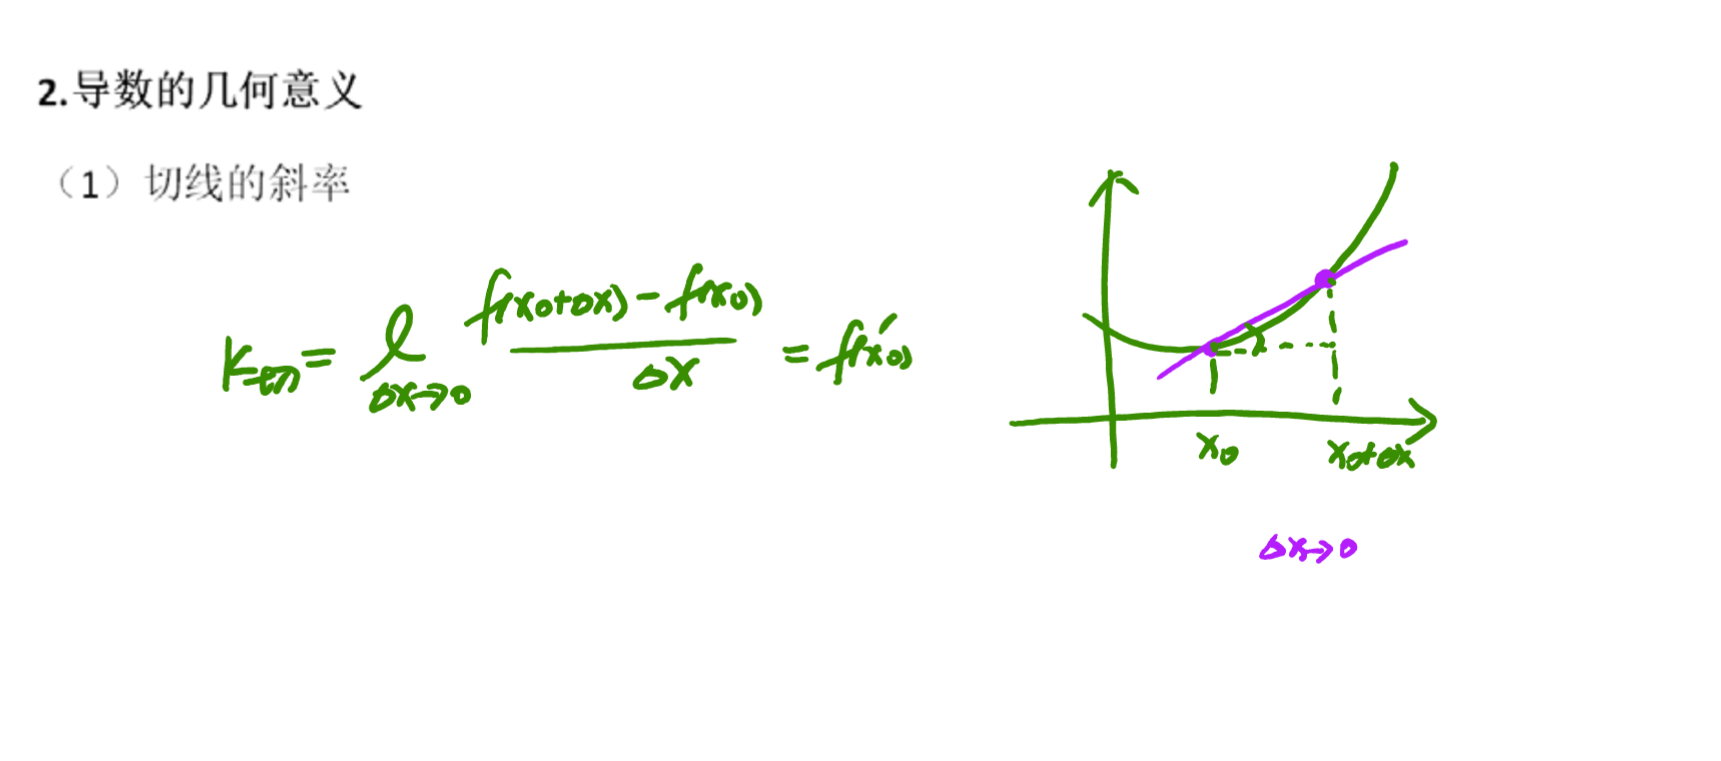 2.导数的几何意义
（1）切线的斜率
K切= l Δx→0 f(x0+Δx)-f(x0) / Δx = f'(x0)
x0 x0+Δx
Δx→0